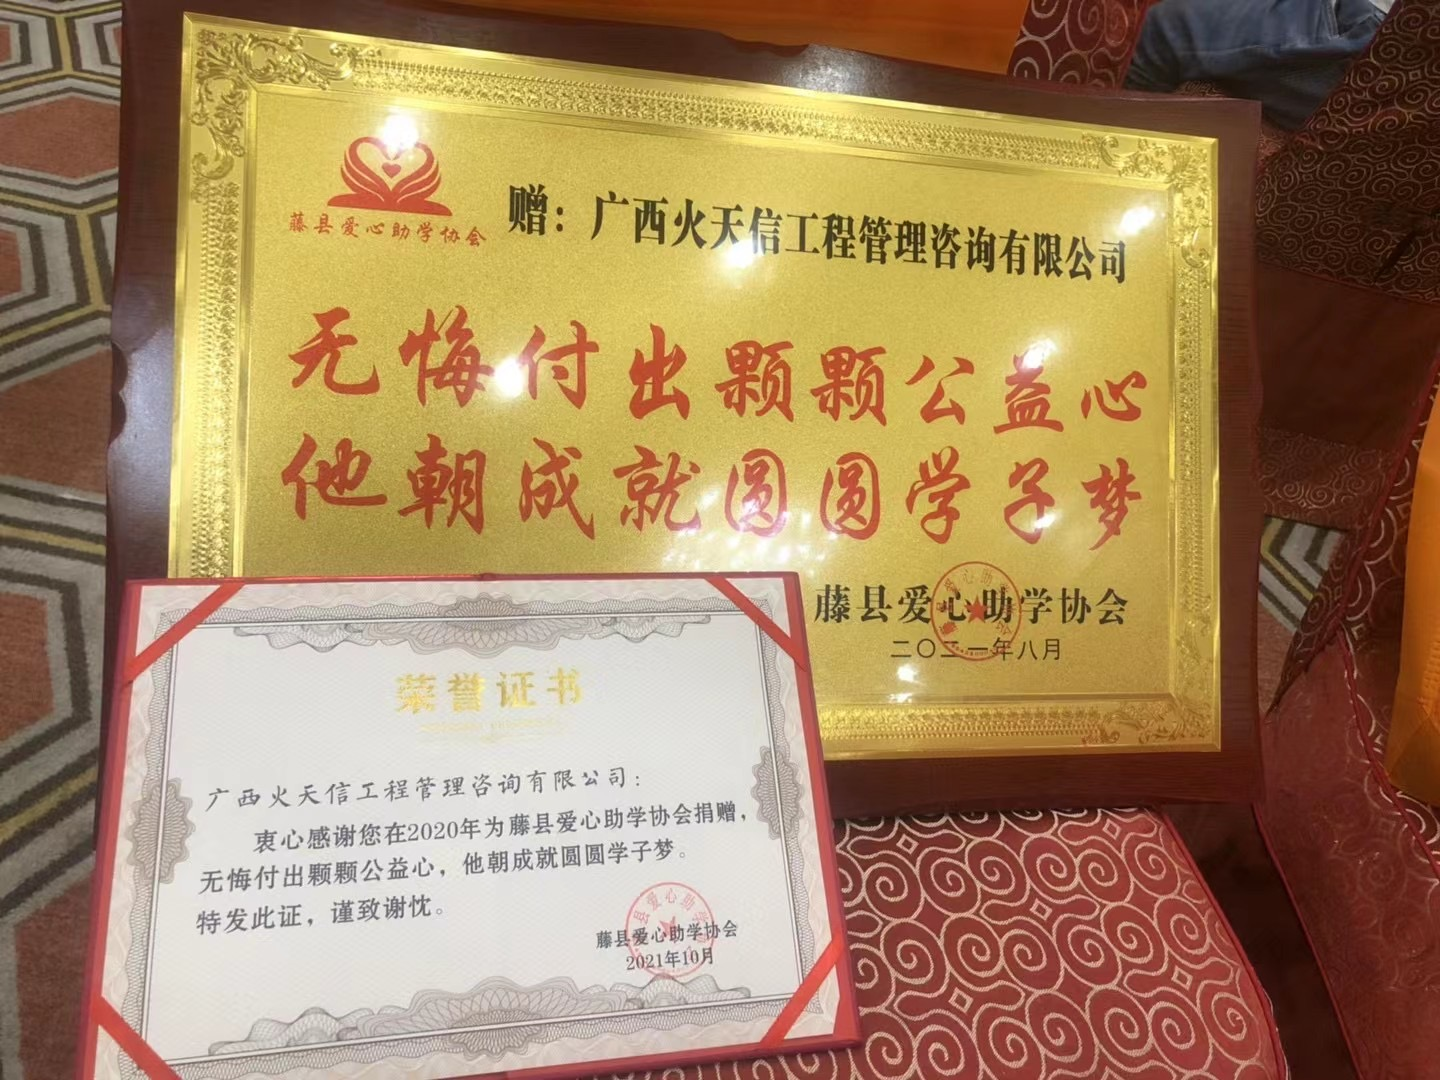 藤县爱心助学协会
赠：广西火天信工程管理咨询有限公司
无悔付出颗颗公益心
他朝成就圆圆学子梦
藤县爱心助学协会
二〇二一年八月
荣誉证书
广西火天信工程管理咨询有限公司：
衷心感谢您在2020年为藤县爱心助学协会捐赠，
无悔付出颗颗公益心，他朝成就圆圆学子梦。
特发此证，谨致谢忱。
藤县爱心助学协会
2021年10月